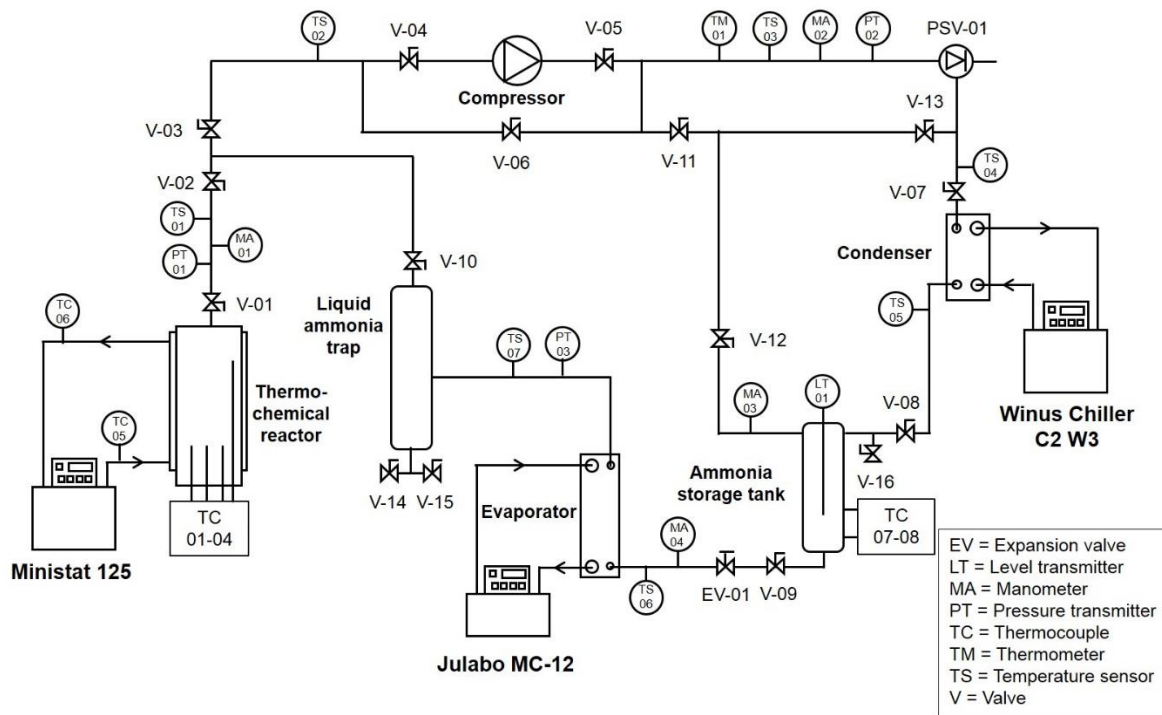 TS
02
V-04
V-05
TM
01
TS
03
MA
02
PT
02
PSV-01
Compressor
V-03
V-06
V-11
V-13
V-02
TS
01
PT
01
MA
01
V-01
V-10
TS
04
V-07
Condenser
TS
05
Liquid
ammonia
trap
TC
06
TC
05
Thermo-
chemical
reactor
TS
07
PT
03
V-12
MA
03
LT
01
V-08
V-16
Winus Chiller
C2 W3
V-14
V-15
Evaporator
Ammonia
storage tank
TC
01-04
TC
07-08
MA
04
TS
06
EV-01
V-09
Ministat 125
Julabo MC-12
EV = Expansion valve
LT = Level transmitter
MA = Manometer
PT = Pressure transmitter
TC = Thermocouple
TM = Thermometer
TS = Temperature sensor
V = Valve